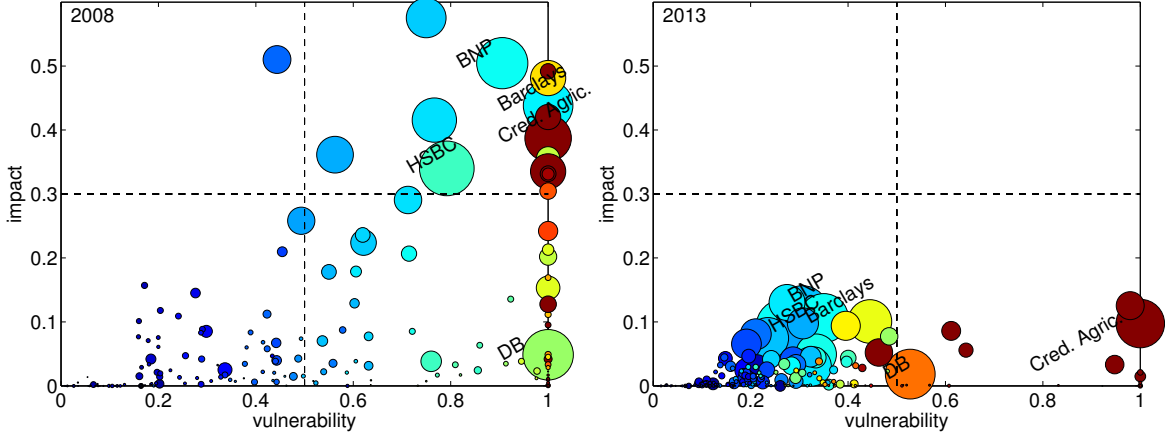 2008
BNP
Barclays
Cred. Agric.
HSBC
DB
0.5
0.4
0.3
0.2
0.1
0
0
0.2
0.4
0.6
0.8
1
impact
vulnerability
2013
BNP
HSBC
Barclays
Cred. Agric.
DB
0.5
0.4
0.3
0.2
0.1
0
0
0.2
0.4
0.6
0.8
1
impact
vulnerability